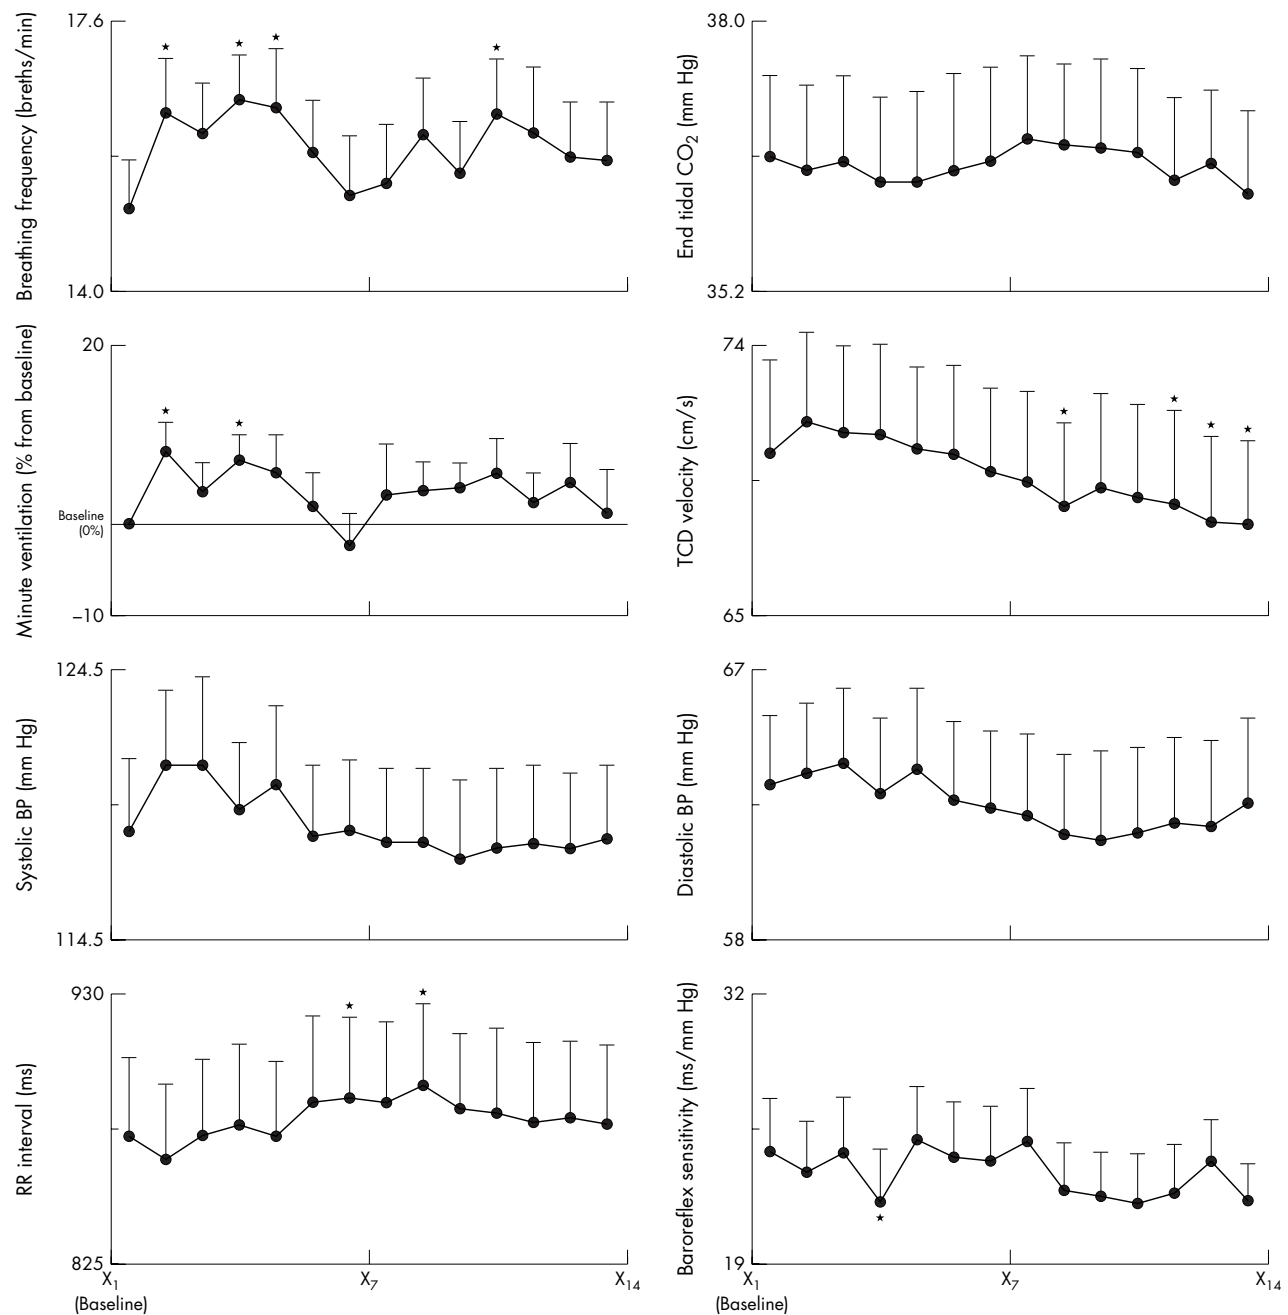 17.6
Breathing frequency (breths/min)
14.0
38.0
End tidal CO₂ (mm Hg)
35.2
20
Minute ventilation (% from baseline)
Baseline
(0%)
–10
74
TCD velocity (cm/s)
65
124.5
Systolic BP (mm Hg)
114.5
67
Diastolic BP (mm Hg)
58
930
RR interval (ms)
825
X₁
(Baseline)
X₇
X₁₄
32
Baroreflex sensitivity (ms/mm Hg)
19
X₁
(Baseline)
X₇
X₁₄